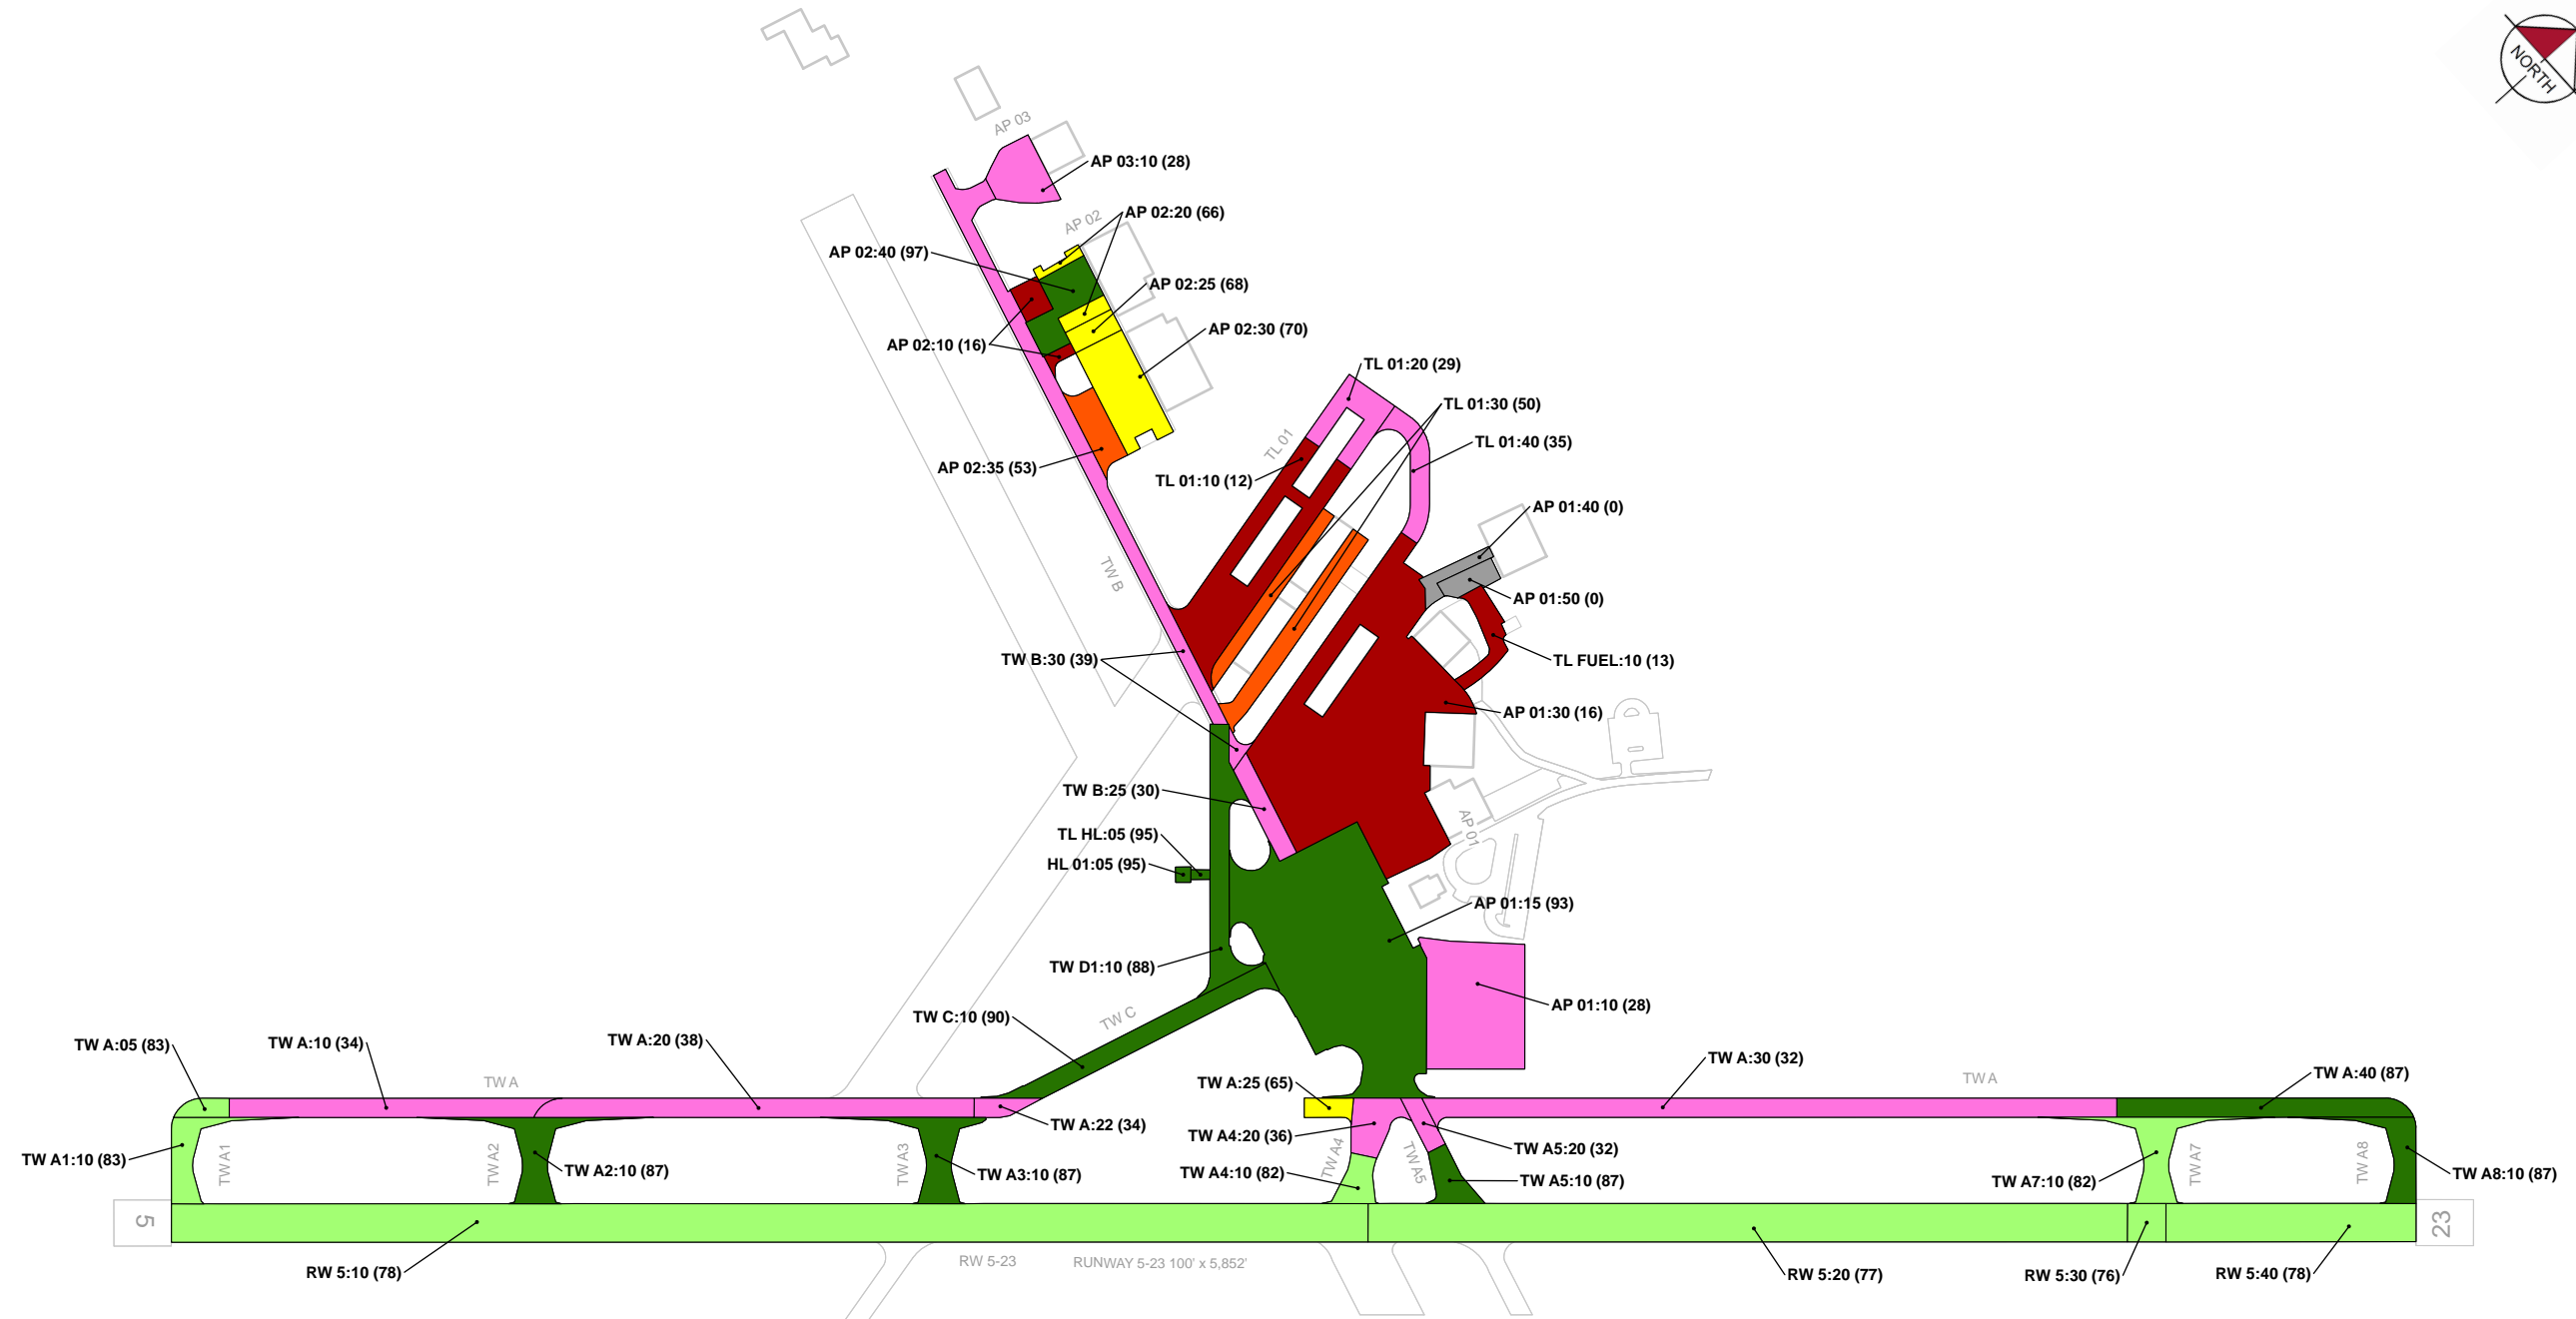 NORTH
AP 03
AP 03:10 (28)
AP 02
AP 02:20 (66)
AP 02:40 (97)
AP 02:25 (68)
AP 02:30 (70)
AP 02:10 (16)
TL 01:20 (29)
TL 01:30 (50)
TL 01
TL 01:40 (35)
AP 02:35 (53)
TL 01:10 (12)
AP 01:40 (0)
TW B
AP 01:50 (0)
TW B:30 (39)
TL FUEL:10 (13)
AP 01:30 (16)
TW B:25 (30)
AP 01
TL HL:05 (95)
HL 01:05 (95)
AP 01:15 (93)
TW D1:10 (88)
AP 01:10 (28)
TW C:10 (90)
TW C
TW A:05 (83)
TW A:10 (34)
TW A:20 (38)
TW A:30 (32)
TW A:40 (87)
TW A
TW A:25 (65)
TW A
TW A:22 (34)
TW A4:20 (36)
TW A5:20 (32)
TW A1:10 (83)
TW A1
TW A2
TW A2:10 (87)
TW A3
TW A3:10 (87)
TW A4:10 (82)
TW A4
TW A5
TW A5:10 (87)
TW A7:10 (82)
TW A7
TW A8
TW A8:10 (87)
5
23
RW 5:10 (78)
RW 5-23
RUNWAY 5-23 100' x 5,852'
RW 5:20 (77)
RW 5:30 (76)
RW 5:40 (78)